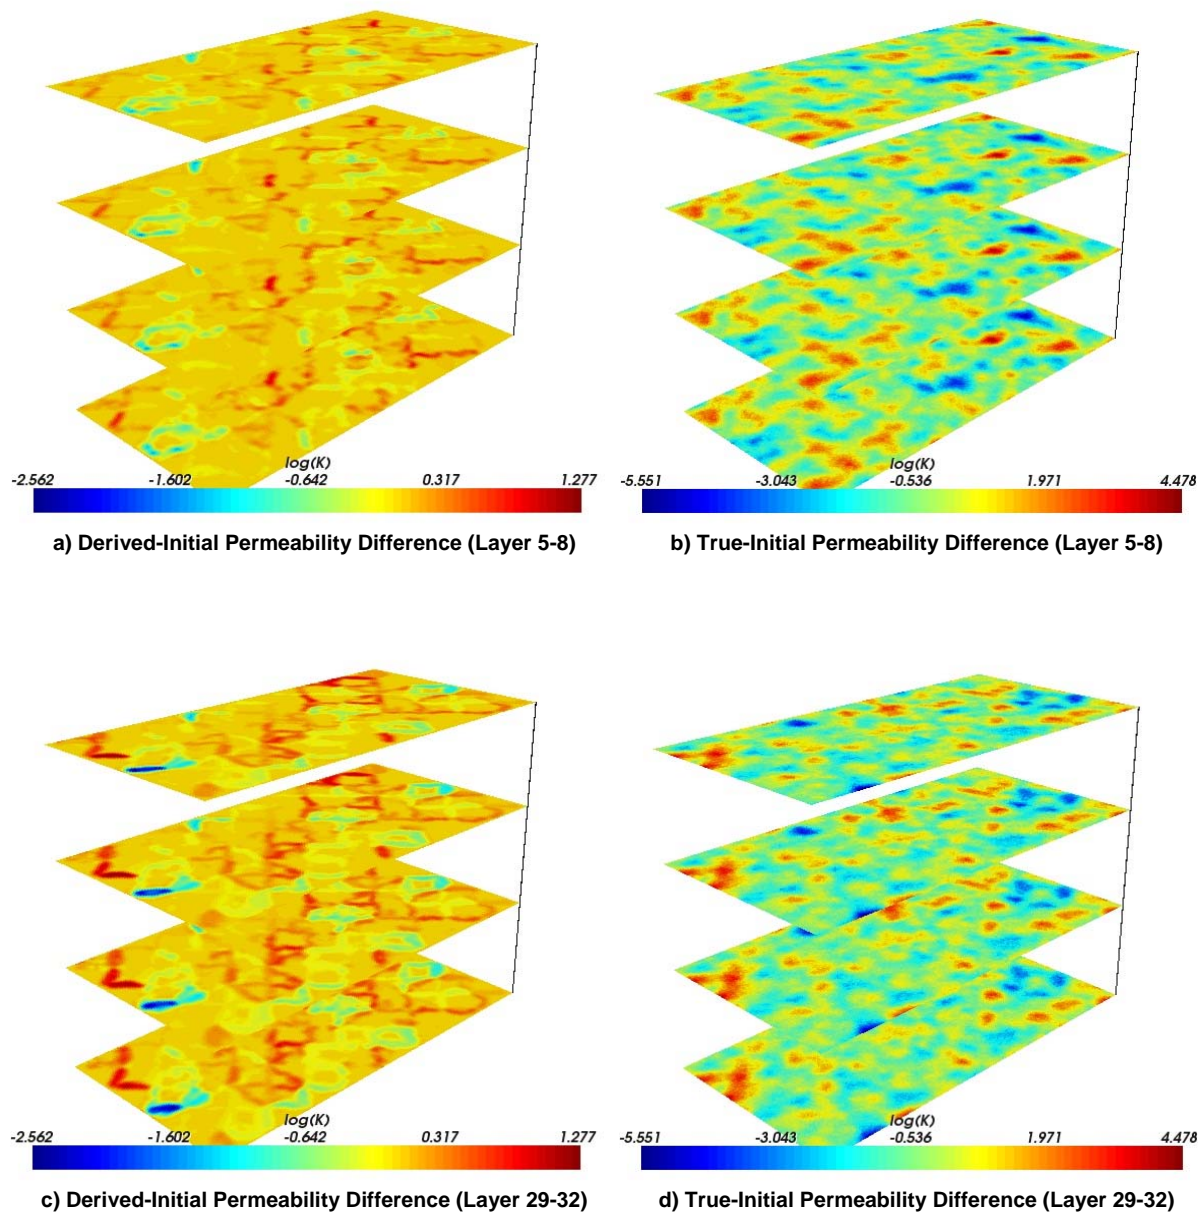 log(K)
-2.562 -1.602 -0.642 0.317 1.277
a) Derived-Initial Permeability Difference (Layer 5-8)
log(K)
-5.551 -3.043 -0.536 1.971 4.478
b) True-Initial Permeability Difference (Layer 5-8)
log(K)
-2.562 -1.602 -0.642 0.317 1.277
c) Derived-Initial Permeability Difference (Layer 29-32)
log(K)
-5.551 -3.043 -0.536 1.971 4.478
d) True-Initial Permeability Difference (Layer 29-32)